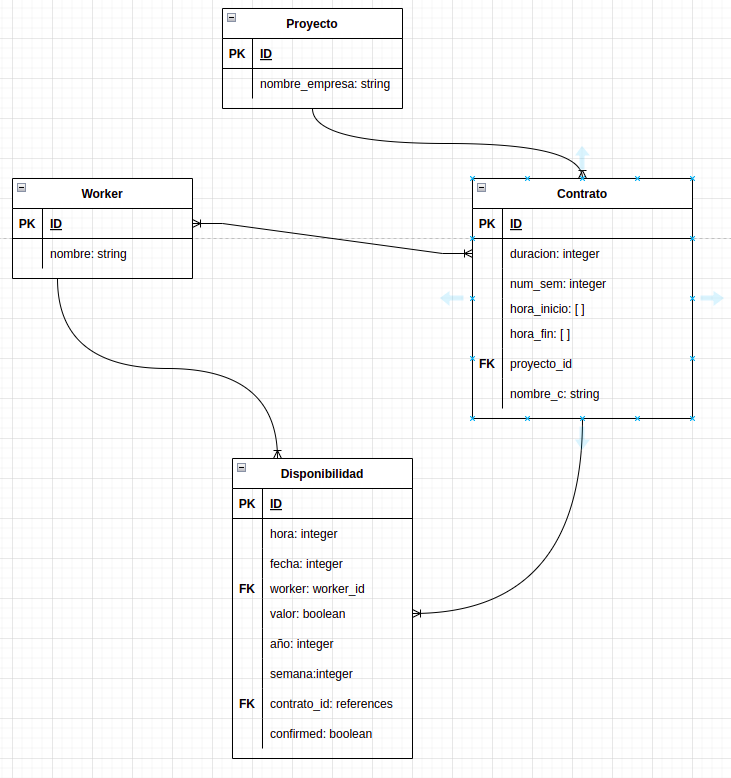 Proyecto
PK ID
nombre_empresa: string
Worker
PK ID
nombre: string
Contrato
PK ID
duracion: integer
num_sem: integer
hora_inicio: [ ]
hora_fin: [ ]
FK proyecto_id
nombre_c: string
Disponibilidad
PK ID
hora: integer
fecha: integer
FK worker: worker_id
valor: boolean
año: integer
semana:integer
FK contrato_id: references
confirmed: boolean